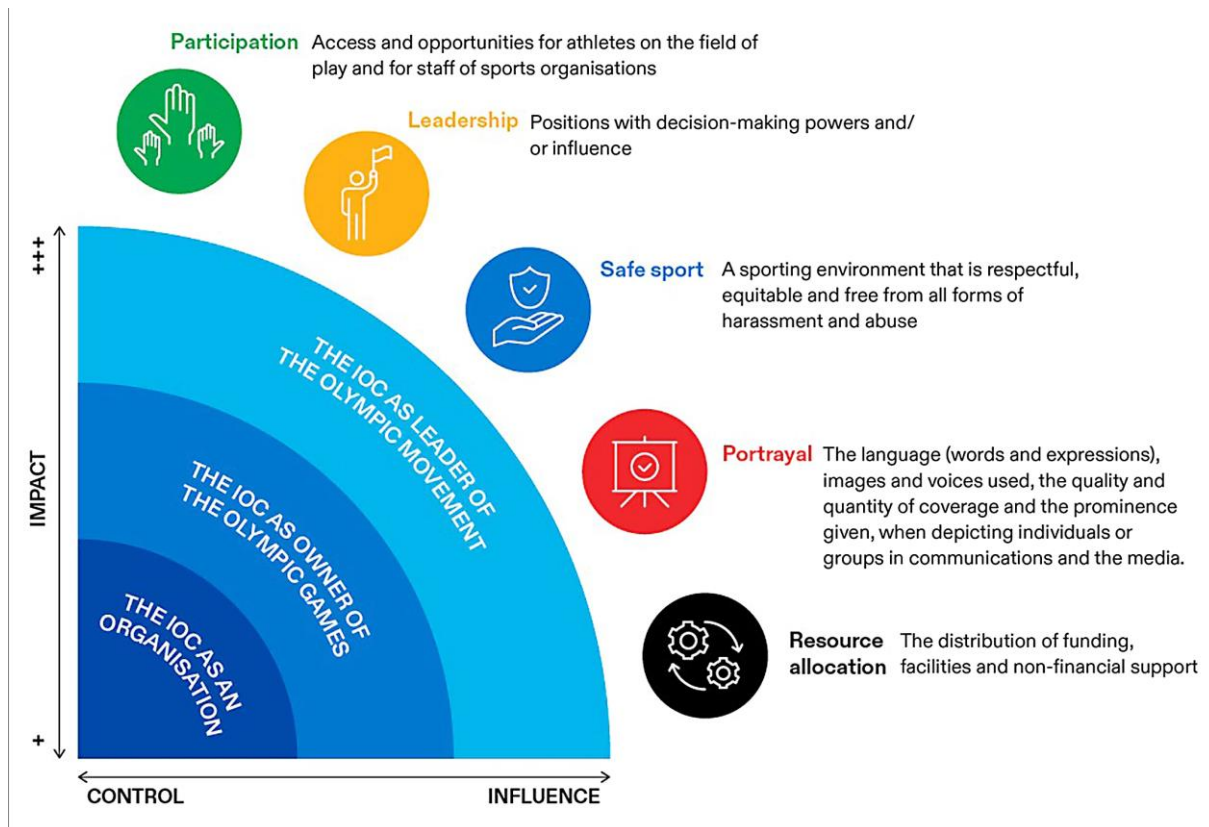 Participation Access and opportunities for athletes on the field of
play and for staff of sports organisations
Leadership Positions with decision-making powers and/
or influence
Safe sport A sporting environment that is respectful,
equitable and free from all forms of
harassment and abuse
Portrayal The language (words and expressions),
images and voices used, the quality and
quantity of coverage and the prominence
given, when depicting individuals or
groups in communications and the media.
Resource
allocation
The distribution of funding,
facilities and non-financial support
+++
IMPACT
+
THE IOC AS LEADER OF
THE OLYMPIC MOVEMENT
THE IOC AS OWNER OF
THE OLYMPIC GAMES
THE IOC AS AN
ORGANISATION
CONTROL INFLUENCE